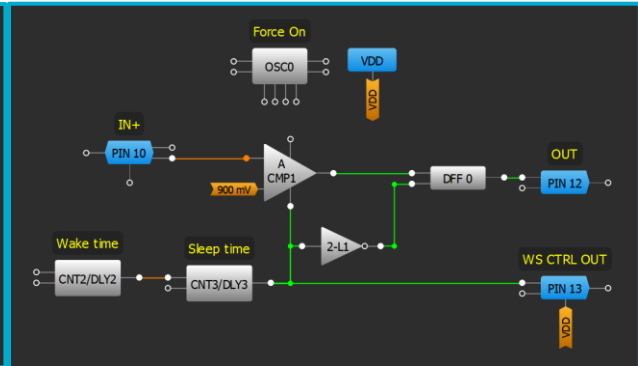 Force On
OSC0
VDD
VDD
IN+
PIN 10
A
CMP1
900 mV
DFF 0
OUT
PIN 12
Wake time
CNT2/DLY2
Sleep time
CNT3/DLY3
2-L1
WS CTRL OUT
PIN 13
VDD